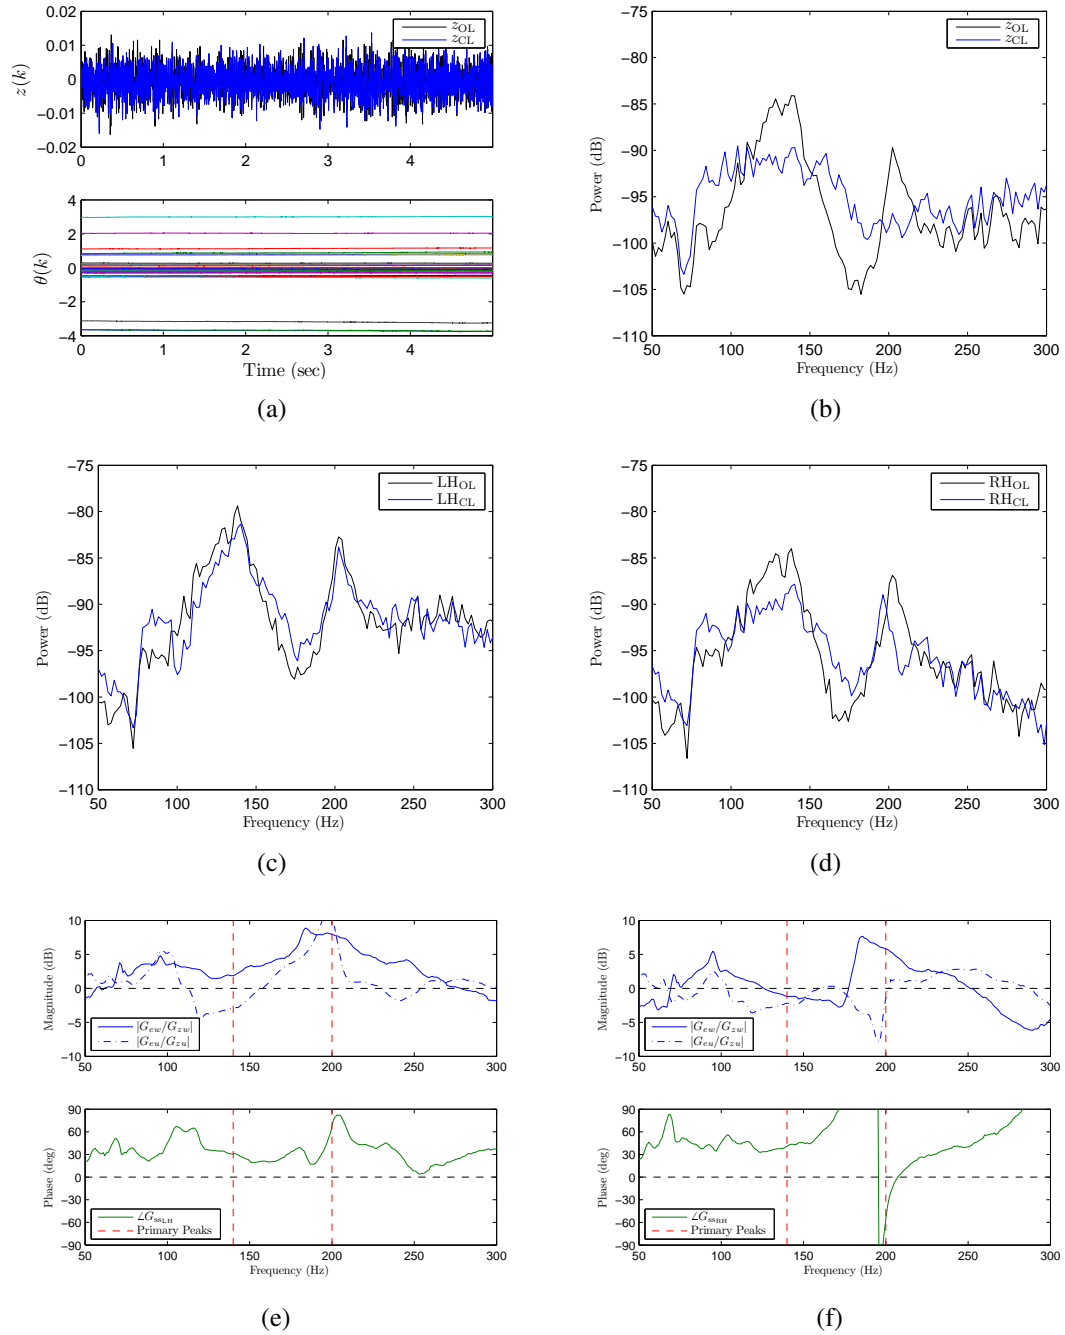 0.02
0.01
0
−0.01
−0.02
z(k)
z_OL
z_CL
0 1 2 3 4
4
2
0
−2
−4
θ(k)
0 1 2 3 4
Time (sec)
(a)
−75
−80
−85
−90
−95
−100
−105
−110
Power (dB)
z_OL
z_CL
50 100 150 200 250 300
Frequency (Hz)
(b)
−75
−80
−85
−90
−95
−100
−105
−110
Power (dB)
LH_OL
LH_CL
50 100 150 200 250 300
Frequency (Hz)
(c)
−75
−80
−85
−90
−95
−100
−105
−110
Power (dB)
RH_OL
RH_CL
50 100 150 200 250 300
Frequency (Hz)
(d)
10
5
0
−5
−10
Magnitude (dB)
|G_ew/G_zw|
|G_eu/G_zu|
50 100 150 200 250 300
90
60
30
0
−30
−60
−90
Phase (deg)
∠G_ssLH
Primary Peaks
50 100 150 200 250 300
Frequency (Hz)
(e)
10
5
0
−5
−10
Magnitude (dB)
|G_ew/G_zw|
|G_eu/G_zu|
50 100 150 200 250 300
90
60
30
0
−30
−60
−90
Phase (deg)
∠G_ssRH
Primary Peaks
50 100 150 200 250 300
Frequency (Hz)
(f)